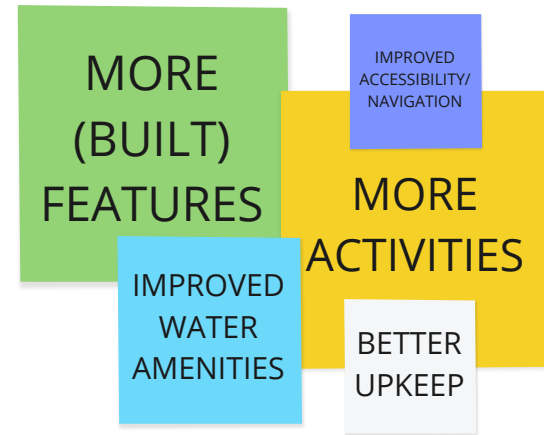 MORE
(BUILT)
FEATURES
IMPROVED
ACCESSIBILITY/
NAVIGATION
MORE
ACTIVITIES
IMPROVED
WATER
AMENITIES
BETTER
UPKEEP